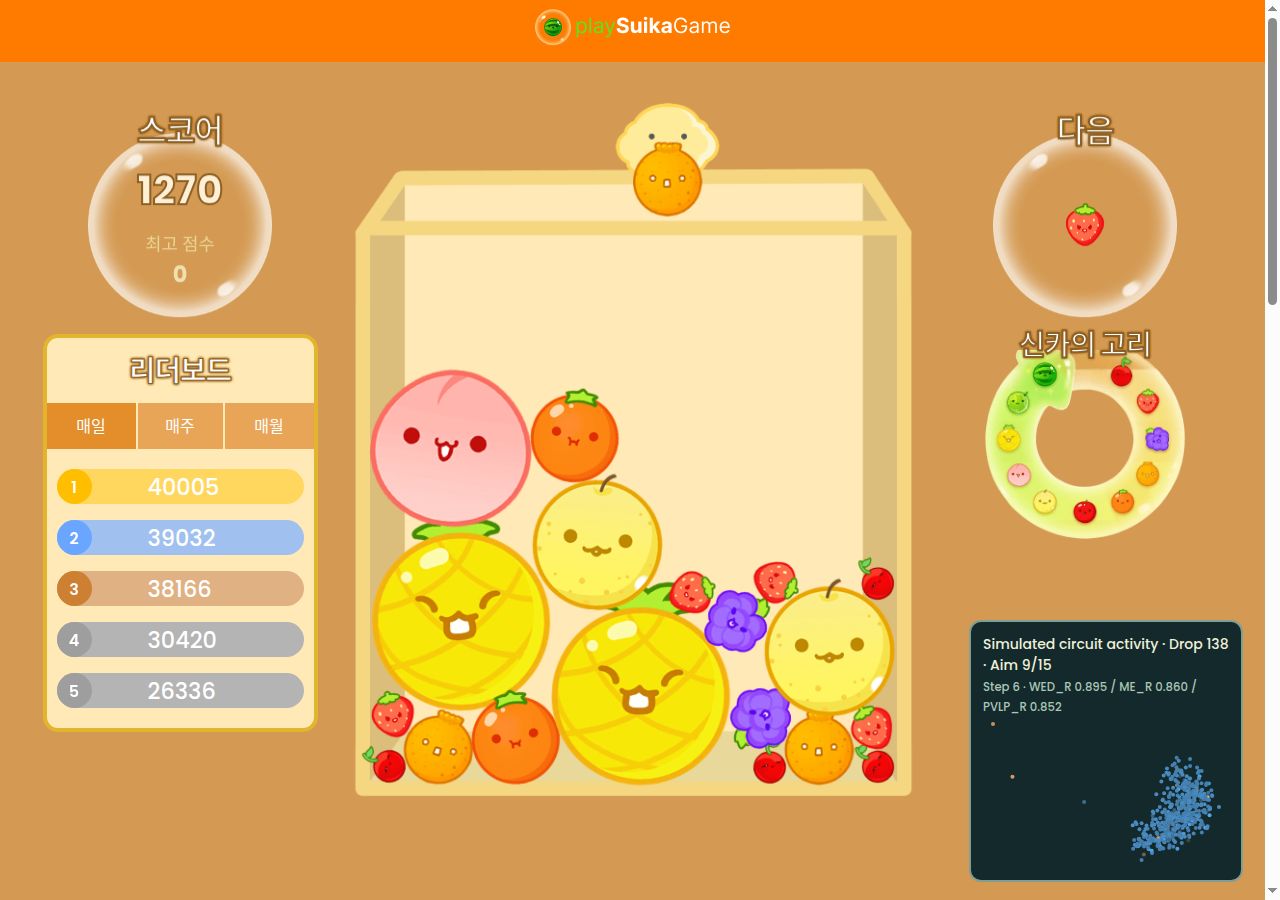 playSuikaGame
스코어
1270
최고 점수
0
다음
리더보드
매일 매주 매월
1 40005
2 39032
3 38166
4 30420
5 26336
신카의 고리
Simulated circuit activity · Drop 138
· Aim 9/15
Step 6 · WED_R 0.895 / ME_R 0.860 /
PVLP_R 0.852